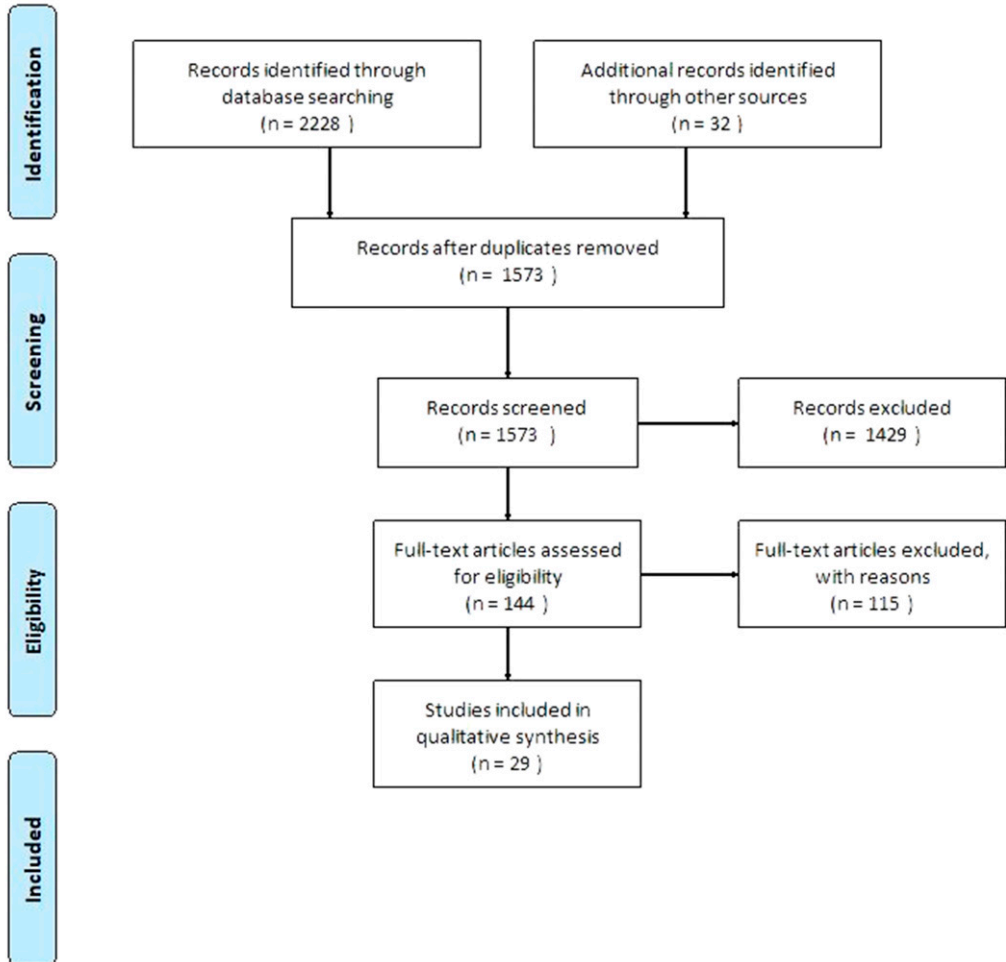 Identification
Records identified through
database searching
(n = 2228 )
Additional records identified
through other sources
(n = 32 )
Records after duplicates removed
(n = 1573 )
Screening
Records screened
(n = 1573 )
Records excluded
(n = 1429 )
Eligibility
Full-text articles assessed
for eligibility
(n = 144 )
Full-text articles excluded,
with reasons
(n = 115 )
Studies included in
qualitative synthesis
(n = 29 )
Included